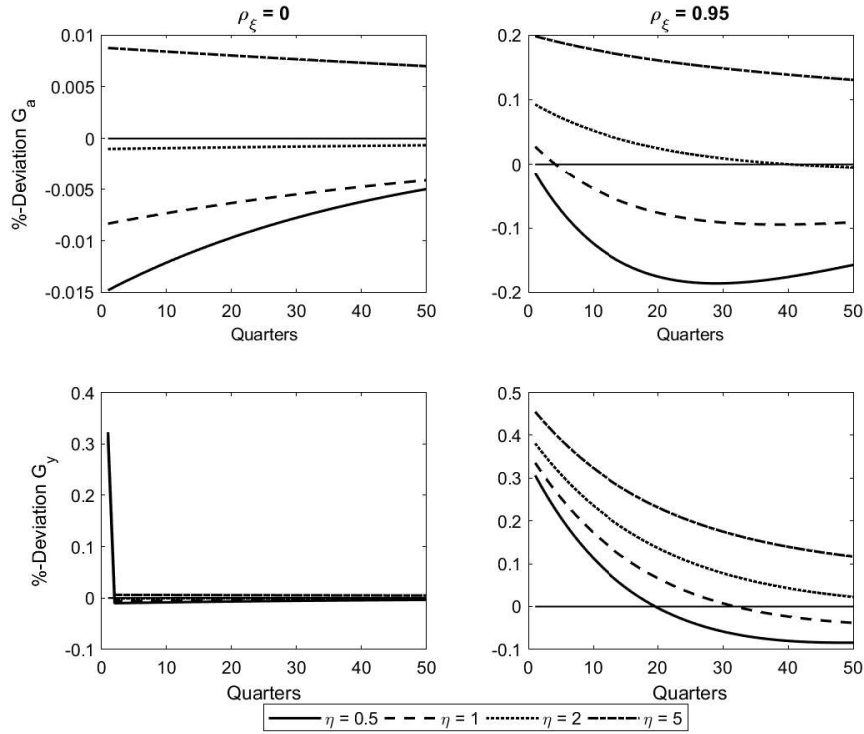 ρξ = 0
ρξ = 0.95
%-Deviation Ga
0.01
0.005
0
-0.005
-0.01
-0.015
0 10 20 30 40 50
Quarters
0.2
0.1
0
-0.1
-0.2
0 10 20 30 40 50
Quarters
%-Deviation Gy
0.4
0.3
0.2
0.1
0
-0.1
0 10 20 30 40 50
Quarters
0.5
0.4
0.3
0.2
0.1
0
-0.1
0 10 20 30 40 50
Quarters
η = 0.5 η = 1 η = 2 η = 5